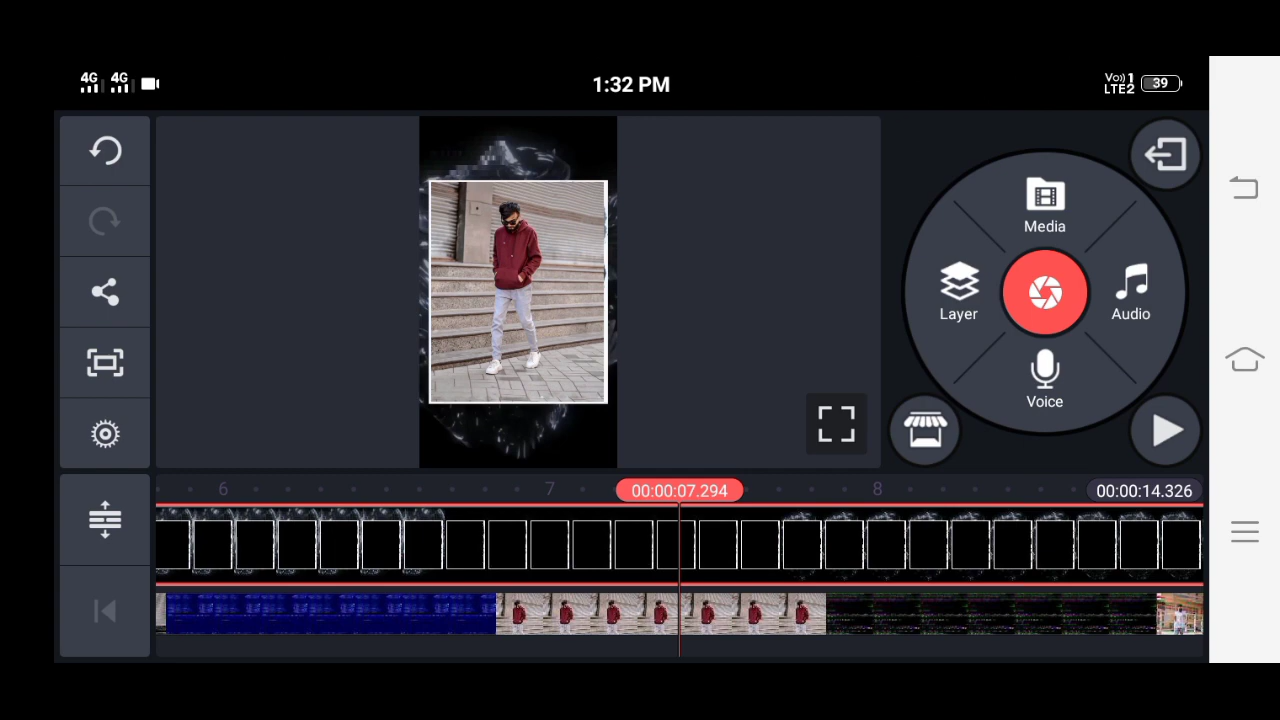 4G 4G
1:32 PM
Vo)) 1
LTE2
39
Media
Layer
Audio
Voice
6
7
8
00:00:07.294
00:00:14.326